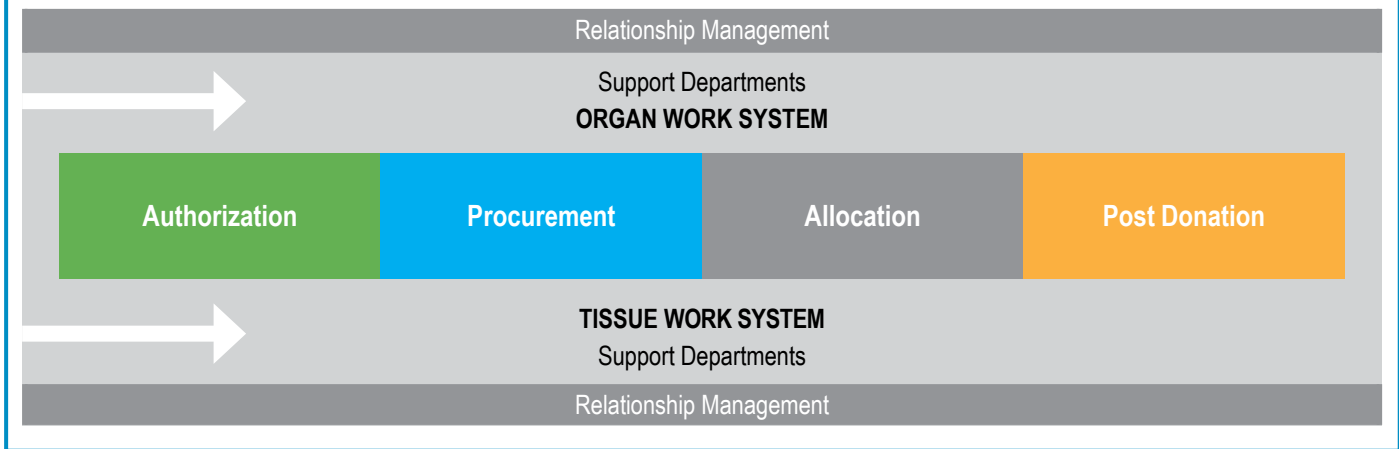 Relationship Management
Support Departments
ORGAN WORK SYSTEM
Authorization
Procurement
Allocation
Post Donation
TISSUE WORK SYSTEM
Support Departments
Relationship Management